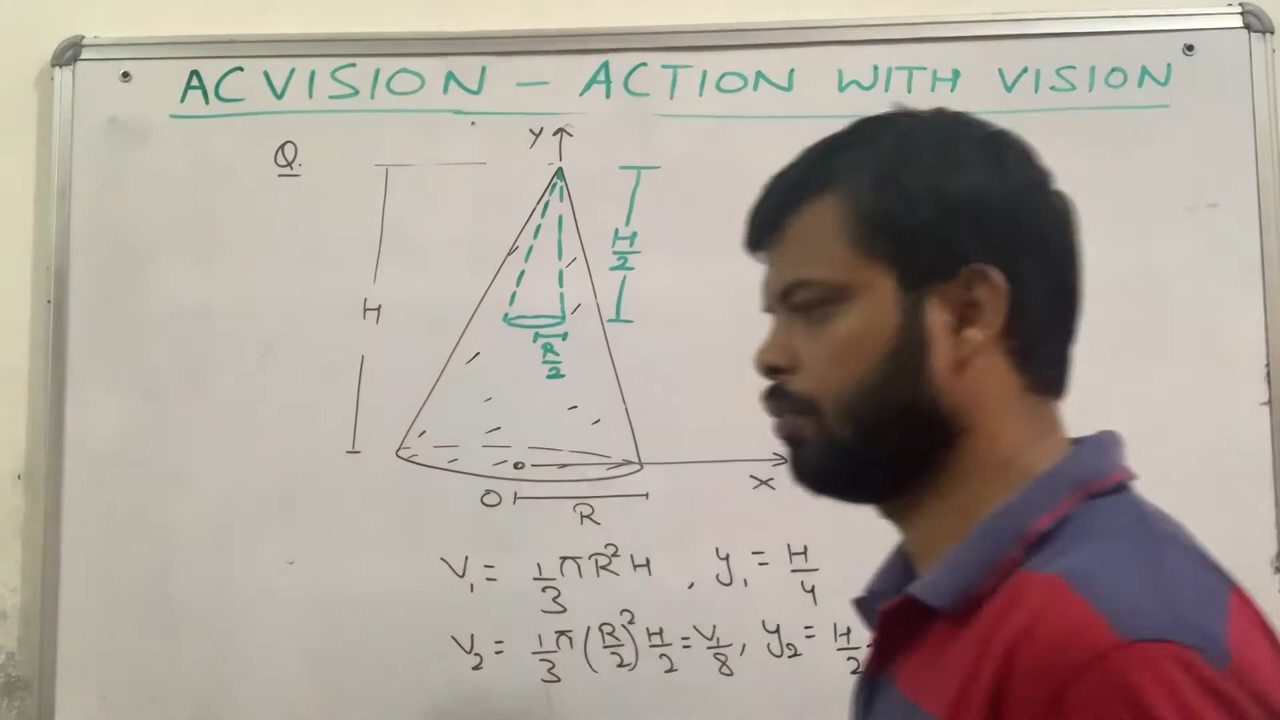 ACVISION - ACTION WITH VISION
Q.
Y
H
H/2
R/2
O
X
R
V₁ = 1/3 πR²H , y₁ = H/4
V₂ = 1/3 π(R/2)² H/2 = V₁/8, y₂ = H/2